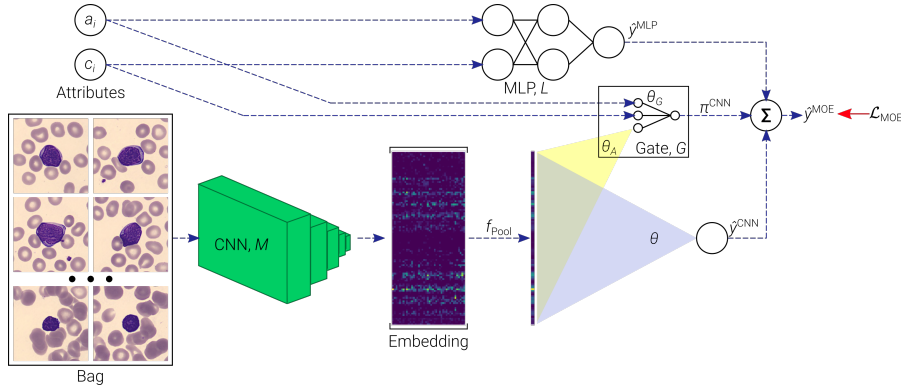 a_i
c_i
Attributes
MLP, L
ŷ^MLP
θ_G
π^CNN
Σ
ŷ^MOE
ℒ_MOE
θ_A
Gate, G
CNN, M
f_Pool
θ
ŷ^CNN
Embedding
Bag